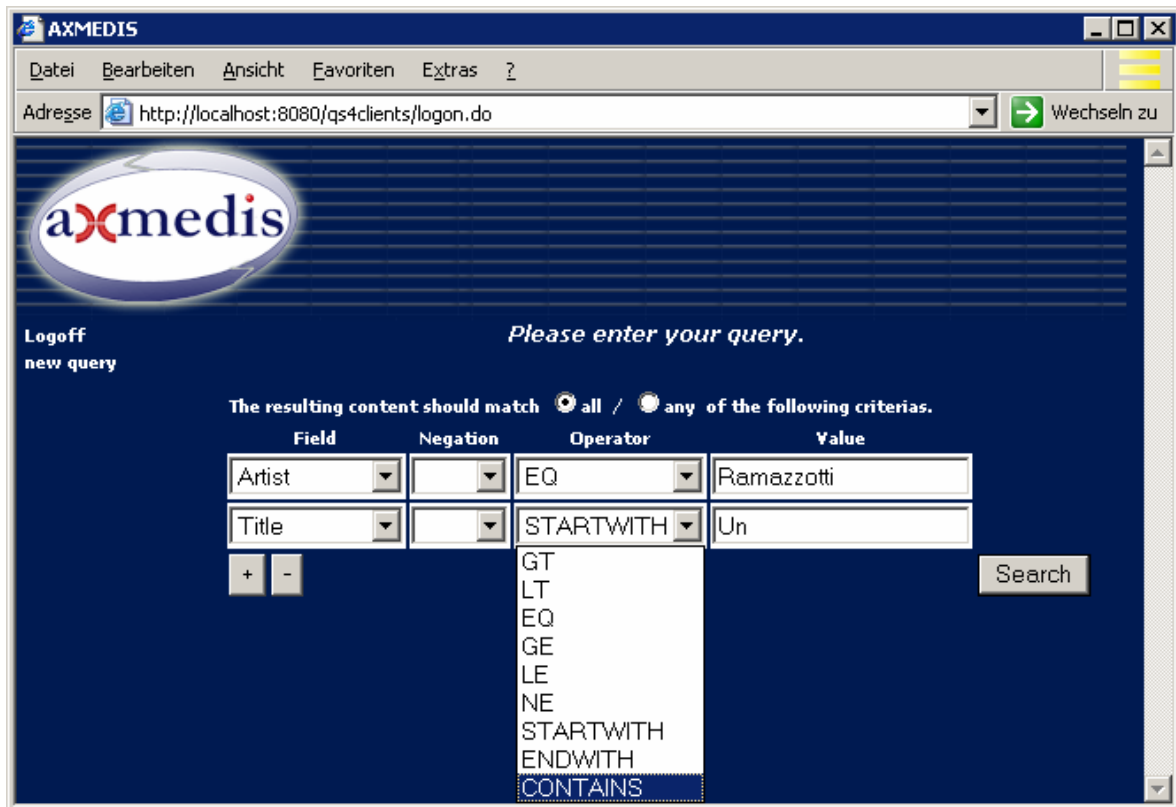 AXMEDIS
Datei Bearbeiten Ansicht Favoriten Extras ?
Adresse http://localhost:8080/qs4clients/logon.do Wechseln zu
axmedis
Logoff
new query
Please enter your query.
The resulting content should match all / any of the following criterias.
Field Negation Operator Value
Artist EQ Ramazzotti
Title STARTWITH Un
+ - Search
GT
LT
EQ
GE
LE
NE
STARTWITH
ENDWITH
CONTAINS